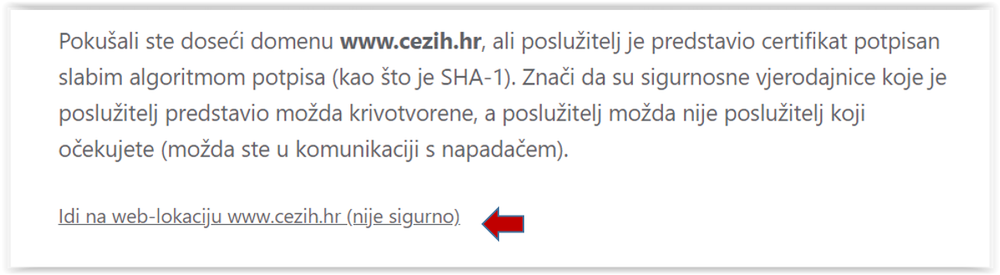 Pokušali ste doseći domenu www.cezih.hr, ali poslužitelj je predstavio certifikat potpisan
slabim algoritmom potpisa (kao što je SHA-1). Znači da su sigurnosne vjerodajnice koje je
poslužitelj predstavio možda krivotvorene, a poslužitelj možda nije poslužitelj koji
očekujete (možda ste u komunikaciji s napadačem).
Idi na web-lokaciju www.cezih.hr (nije sigurno)